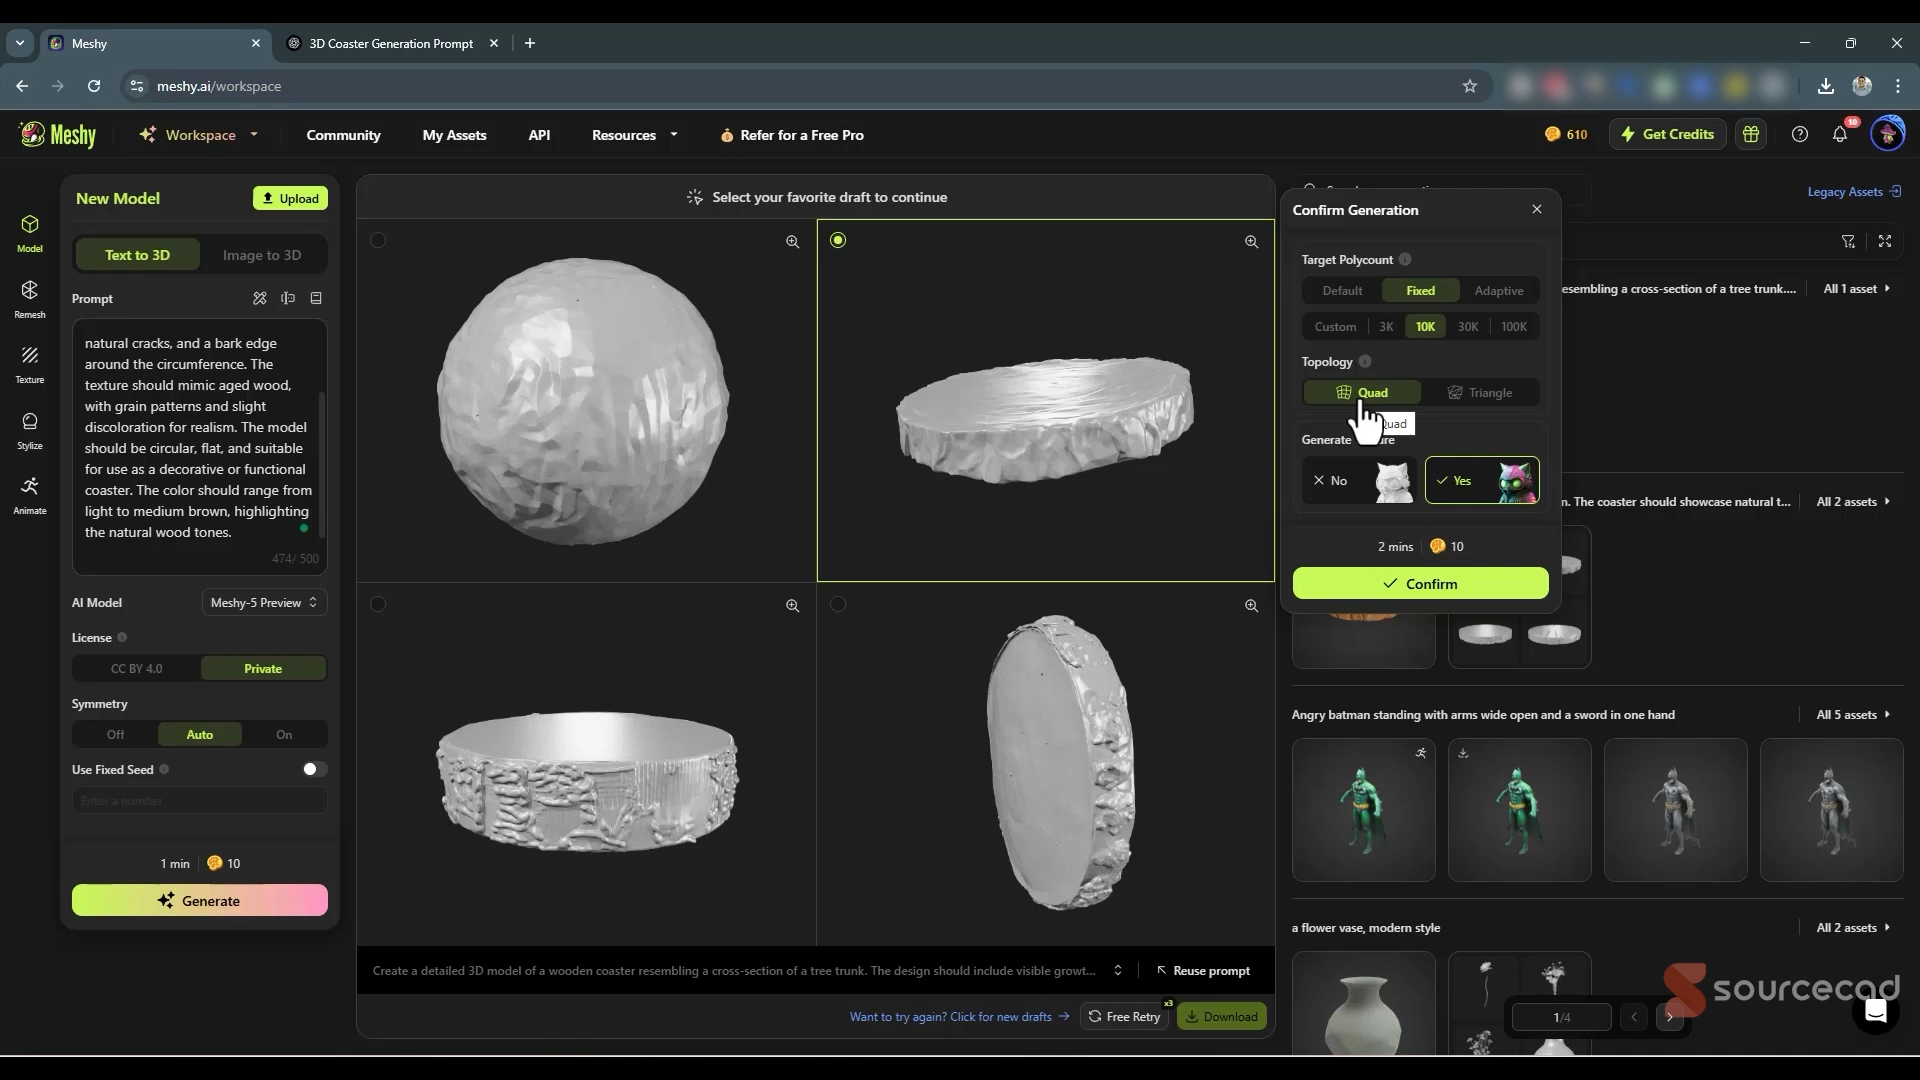 Meshy
3D Coaster Generation Prompt
meshy.ai/workspace
Meshy
Workspace
Community
My Assets
API
Resources
Refer for a Free Pro
610
Get Credits
10
New Model
Upload
Select your favorite draft to continue
Confirm Generation
Legacy Assets
Model
Text to 3D
Image to 3D
Target Polycount
Default
Fixed
Adaptive
Remesh
Prompt
esembling a cross-section of a tree trunk....
All 1 asset
Custom
3K
10K
30K
100K
natural cracks, and a bark edge
around the circumference. The
texture should mimic aged wood,
with grain patterns and slight
discoloration for realism. The model
should be circular, flat, and suitable
for use as a decorative or functional
coaster. The color should range from
light to medium brown, highlighting
the natural wood tones.
474/ 500
Texture
Stylize
Animate
Topology
Quad
Triangle
Quad
Generate
No
Yes
n. The coaster should showcase natural t...
All 2 assets
2 mins
10
Confirm
AI Model
Meshy-5 Preview
License
CC BY 4.0
Private
Symmetry
Off
Auto
On
Use Fixed Seed
Enter a number
1 min
10
Generate
Angry batman standing with arms wide open and a sword in one hand
All 5 assets
a flower vase, modern style
All 2 assets
Create a detailed 3D model of a wooden coaster resembling a cross-section of a tree trunk. The design should include visible growt...
Reuse prompt
Want to try again? Click for new drafts
Free Retry
x3
Download
1/4
sourcecad